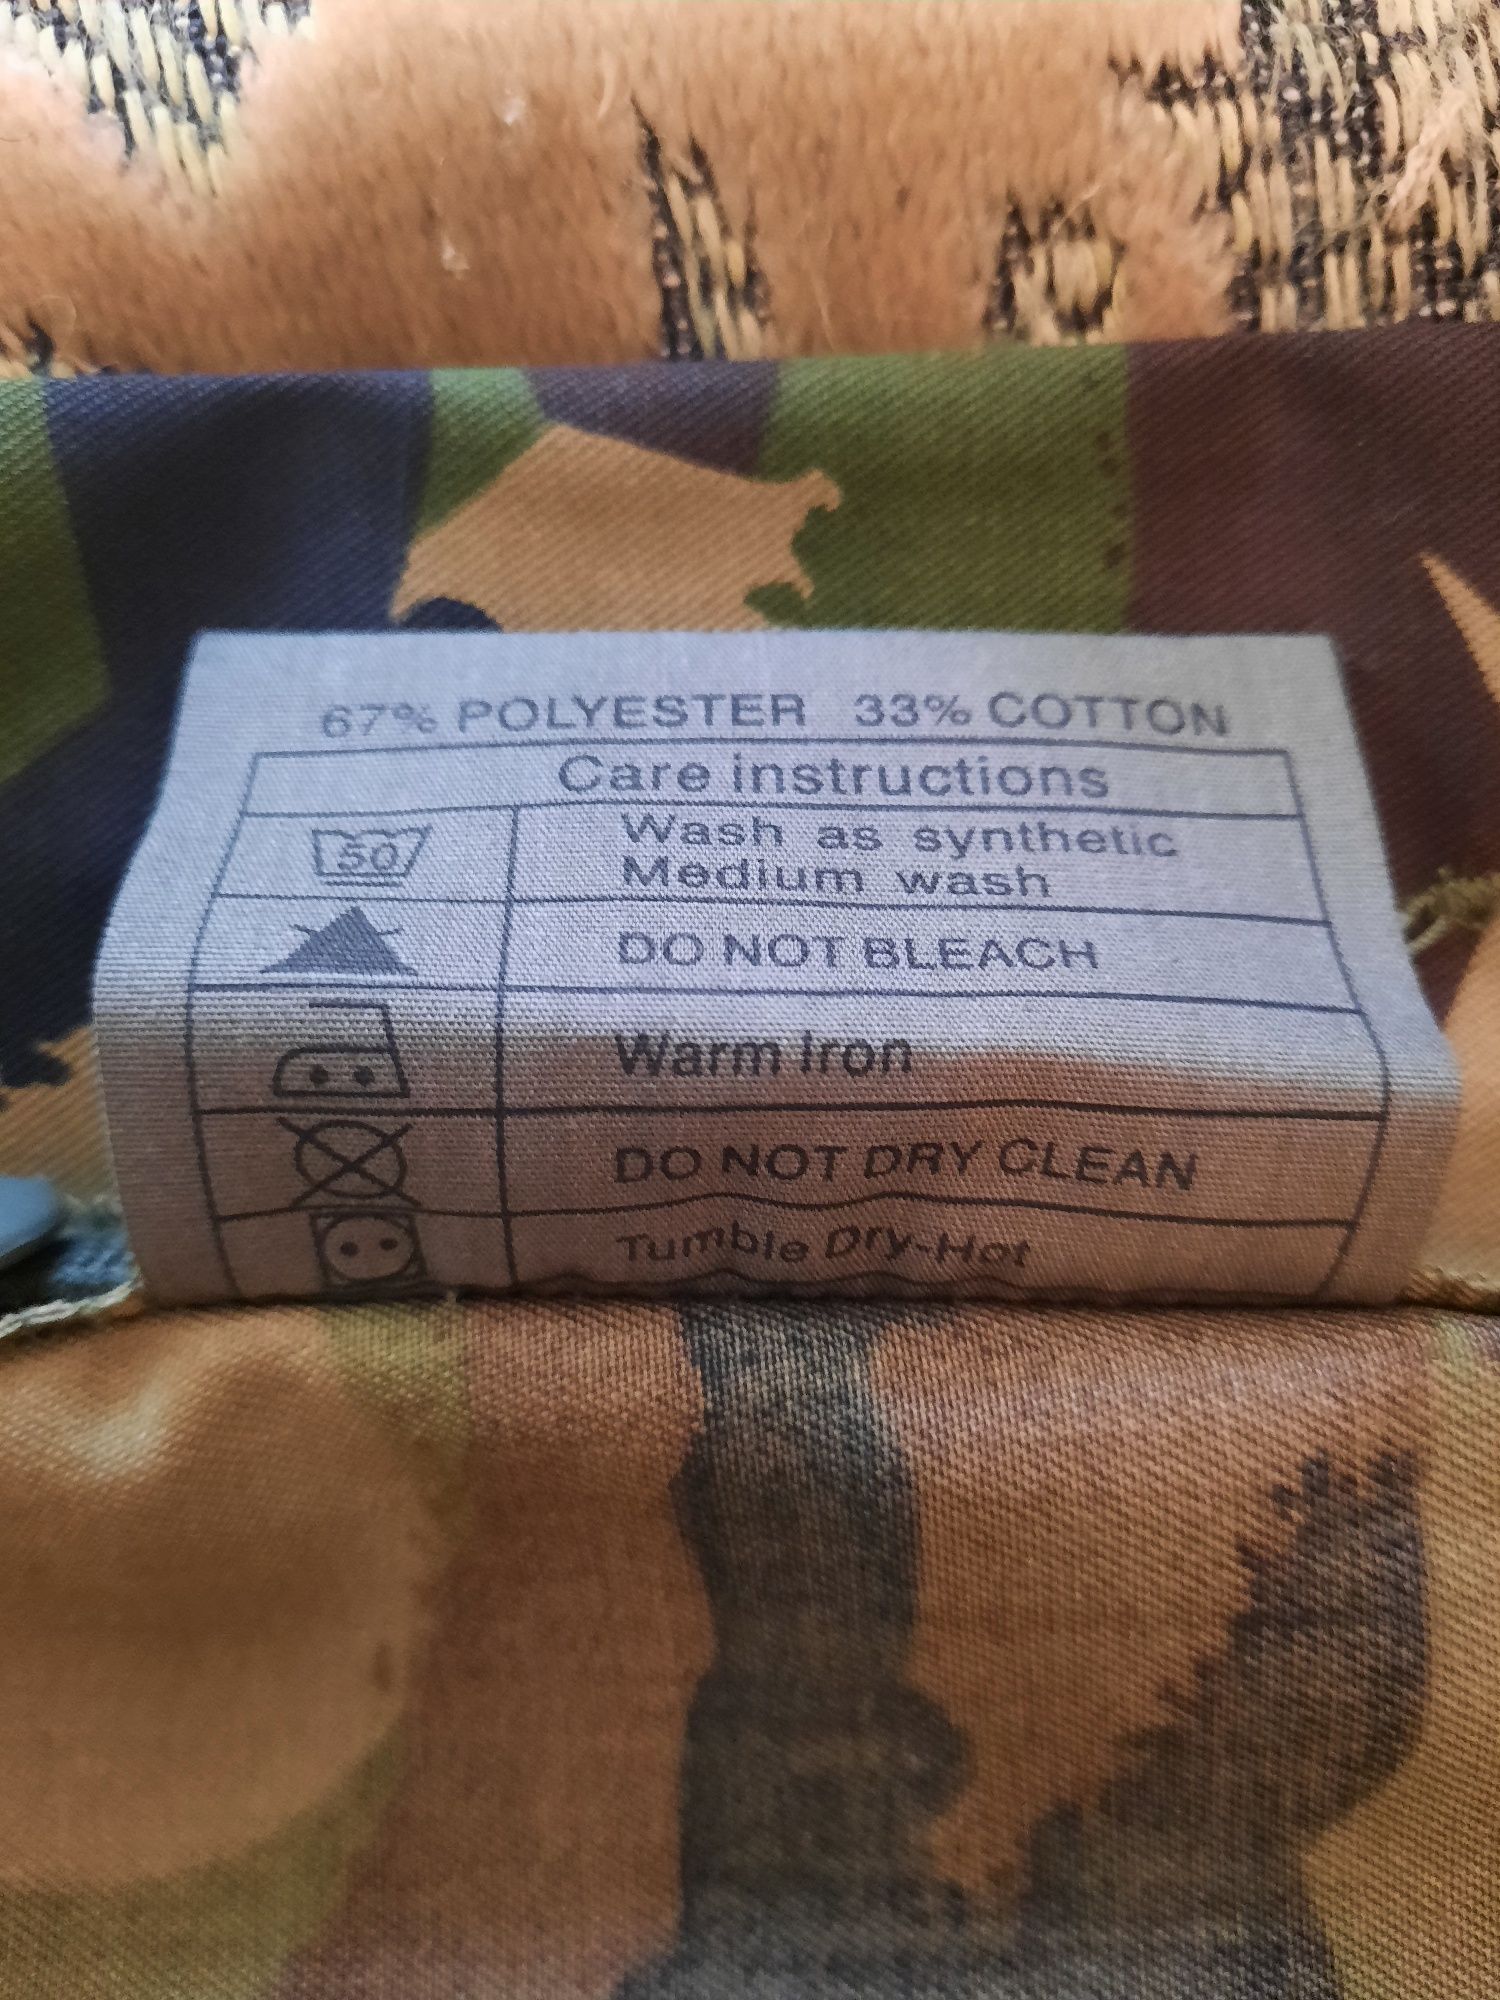 67% POLYESTER 33% COTTON
Care instructions
50
Wash as synthetic
Medium wash
DO NOT BLEACH
Warm Iron
DO NOT DRY CLEAN
Tumble Dry-Hot